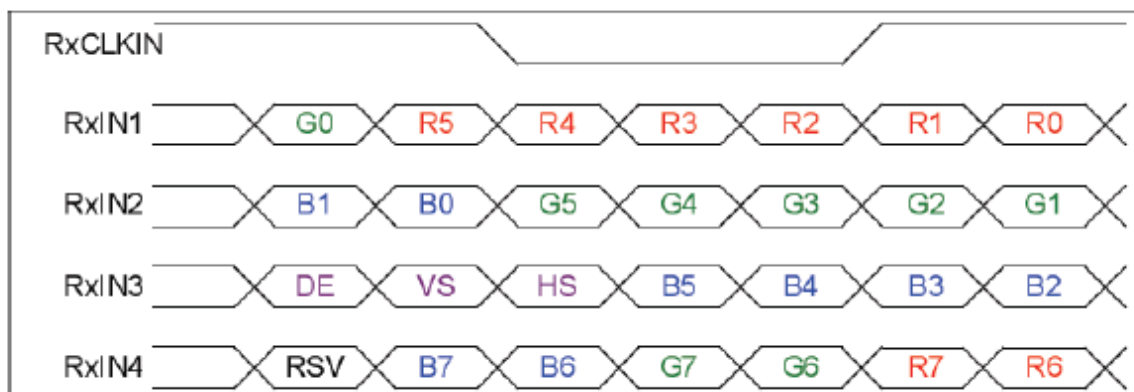 RxCLKIN
RxIN1 G0 R5 R4 R3 R2 R1 R0
RxIN2 B1 B0 G5 G4 G3 G2 G1
RxIN3 DE VS HS B5 B4 B3 B2
RxIN4 RSV B7 B6 G7 G6 R7 R6